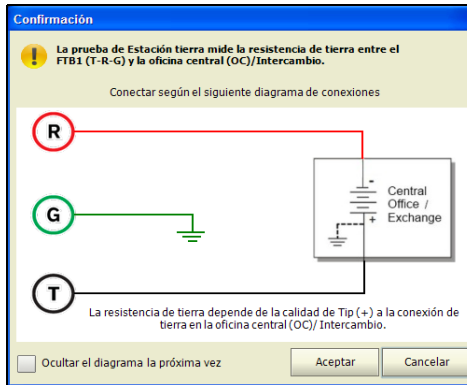 Confirmación
La prueba de Estación tierra mide la resistencia de tierra entre el
FTB1 (T-R-G) y la oficina central (OC)/Intercambio.
Conectar según el siguiente diagrama de conexiones
R
-
Central
Office /
Exchange
+
G
T
La resistencia de tierra depende de la calidad de Tip (+) a la conexión de
tierra en la oficina central (OC)/ Intercambio.
Ocultar el diagrama la próxima vez
Aceptar
Cancelar